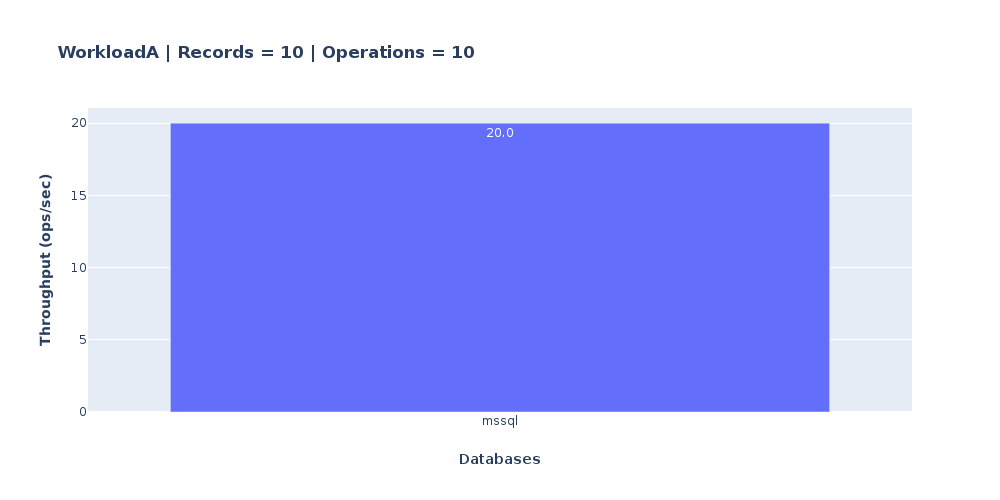 WorkloadA | Records = 10 | Operations = 10
Throughput (ops/sec)
20
15
10
5
0
20.0
mssql
Databases